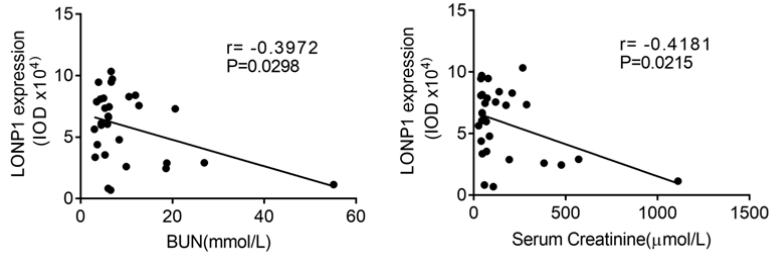 LONP1 expression
(IOD x10⁴)
15
10
5
0
r= -0.3972
P=0.0298
0
20
40
60
BUN(mmol/L)
LONP1 expression
(IOD x10⁴)
15
10
5
0
r= -0.4181
P=0.0215
0
500
1000
1500
Serum Creatinine(μmol/L)